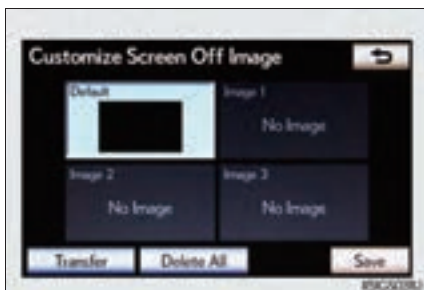 Customize Screen Off Image
Default
Image 1
No Image
Image 2
No Image
Image 3
No Image
Transfer
Delete All
Save